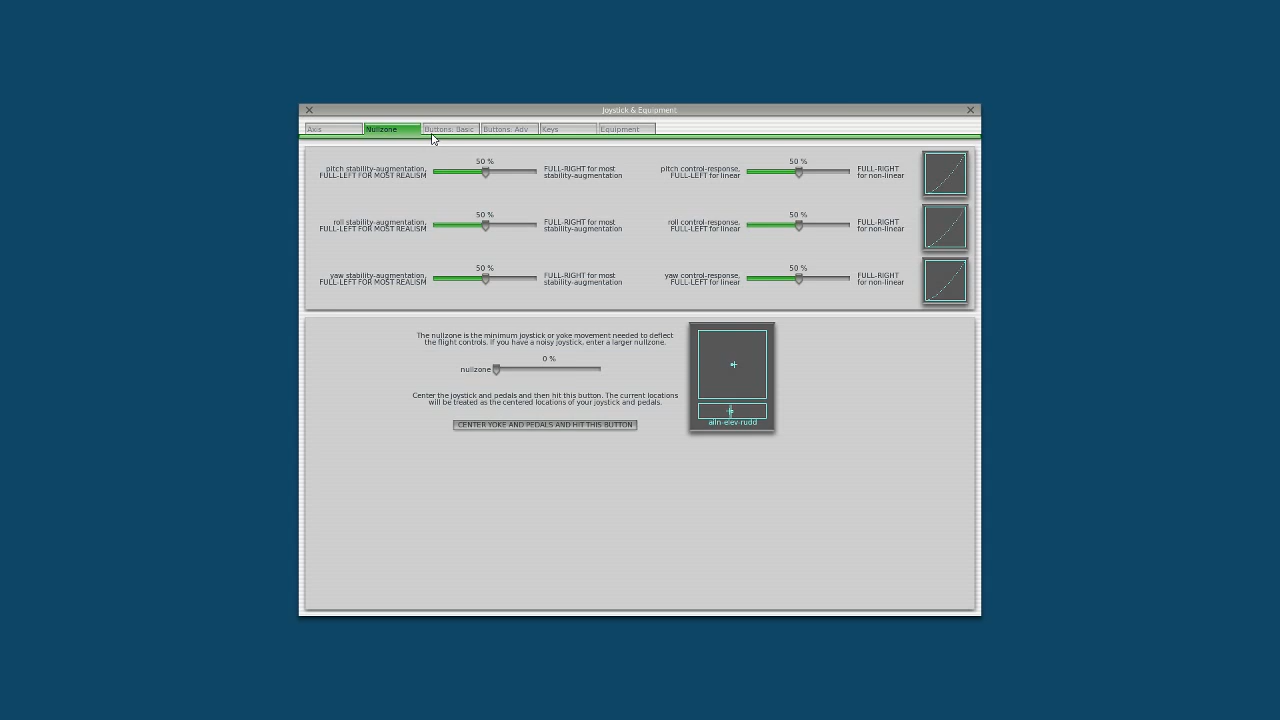 Joystick & Equipment
Axis
Nullzone
Buttons: Basic
Buttons: Adv
Keys
Equipment
50 %
pitch stability-augmentation,
FULL-LEFT FOR MOST REALISM
FULL-RIGHT for most
stability-augmentation
50 %
pitch control-response,
FULL-LEFT for linear
FULL-RIGHT
for non-linear
50 %
roll stability-augmentation,
FULL-LEFT FOR MOST REALISM
FULL-RIGHT for most
stability-augmentation
50 %
roll control-response,
FULL-LEFT for linear
FULL-RIGHT
for non-linear
50 %
yaw stability-augmentation,
FULL-LEFT FOR MOST REALISM
FULL-RIGHT for most
stability-augmentation
50 %
yaw control-response,
FULL-LEFT for linear
FULL-RIGHT
for non-linear
The nullzone is the minimum joystick or yoke movement needed to deflect
the flight controls. If you have a noisy joystick, enter a larger nullzone.
0 %
nullzone
Center the joystick and pedals and then hit this button. The current locations
will be treated as the centered locations of your joystick and pedals.
CENTER YOKE AND PEDALS AND HIT THIS BUTTON
ailn-elev-rudd